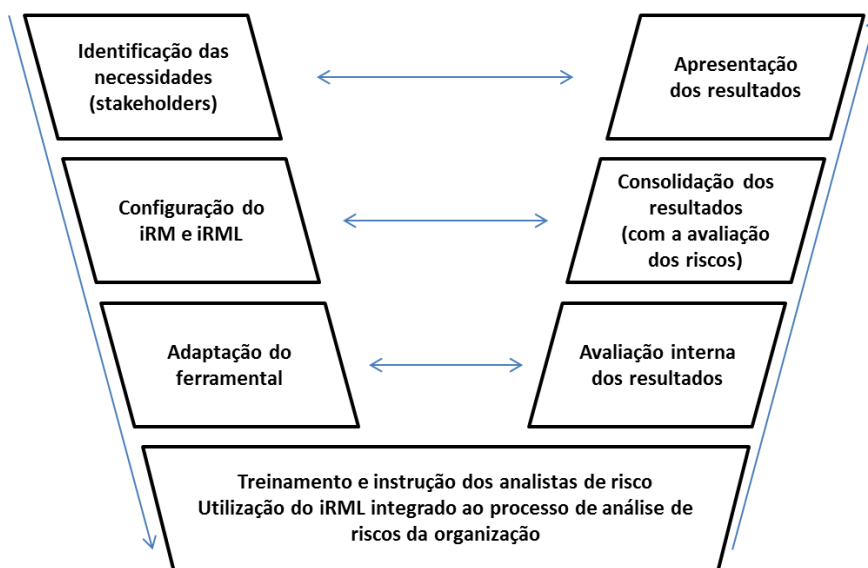 Identificação das
necessidades
(stakeholders)
Apresentação
dos resultados
Configuração do
iRM e iRML
Consolidação dos
resultados
(com a avaliação
dos riscos)
Adaptação do
ferramental
Avaliação interna
dos resultados
Treinamento e instrução dos analistas de risco
Utilização do iRML integrado ao processo de análise de
riscos da organização